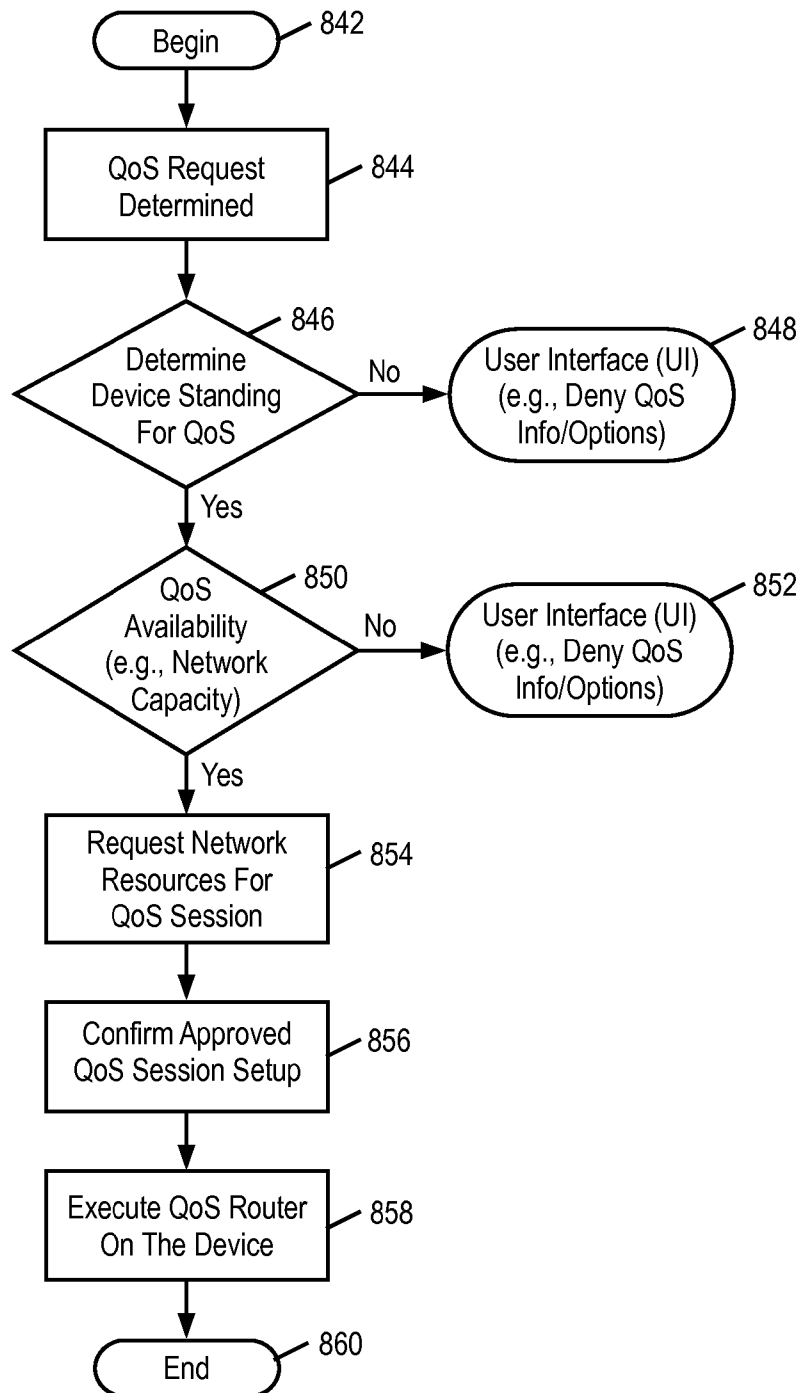 Begin
842
QoS Request
Determined
844
846
Determine
Device Standing
For QoS
No
848
User Interface (UI)
(e.g., Deny QoS
Info/Options)
Yes
850
QoS
Availability
(e.g., Network
Capacity)
No
852
User Interface (UI)
(e.g., Deny QoS
Info/Options)
Yes
Request Network
Resources For
QoS Session
854
Confirm Approved
QoS Session Setup
856
Execute QoS Router
On The Device
858
End
860